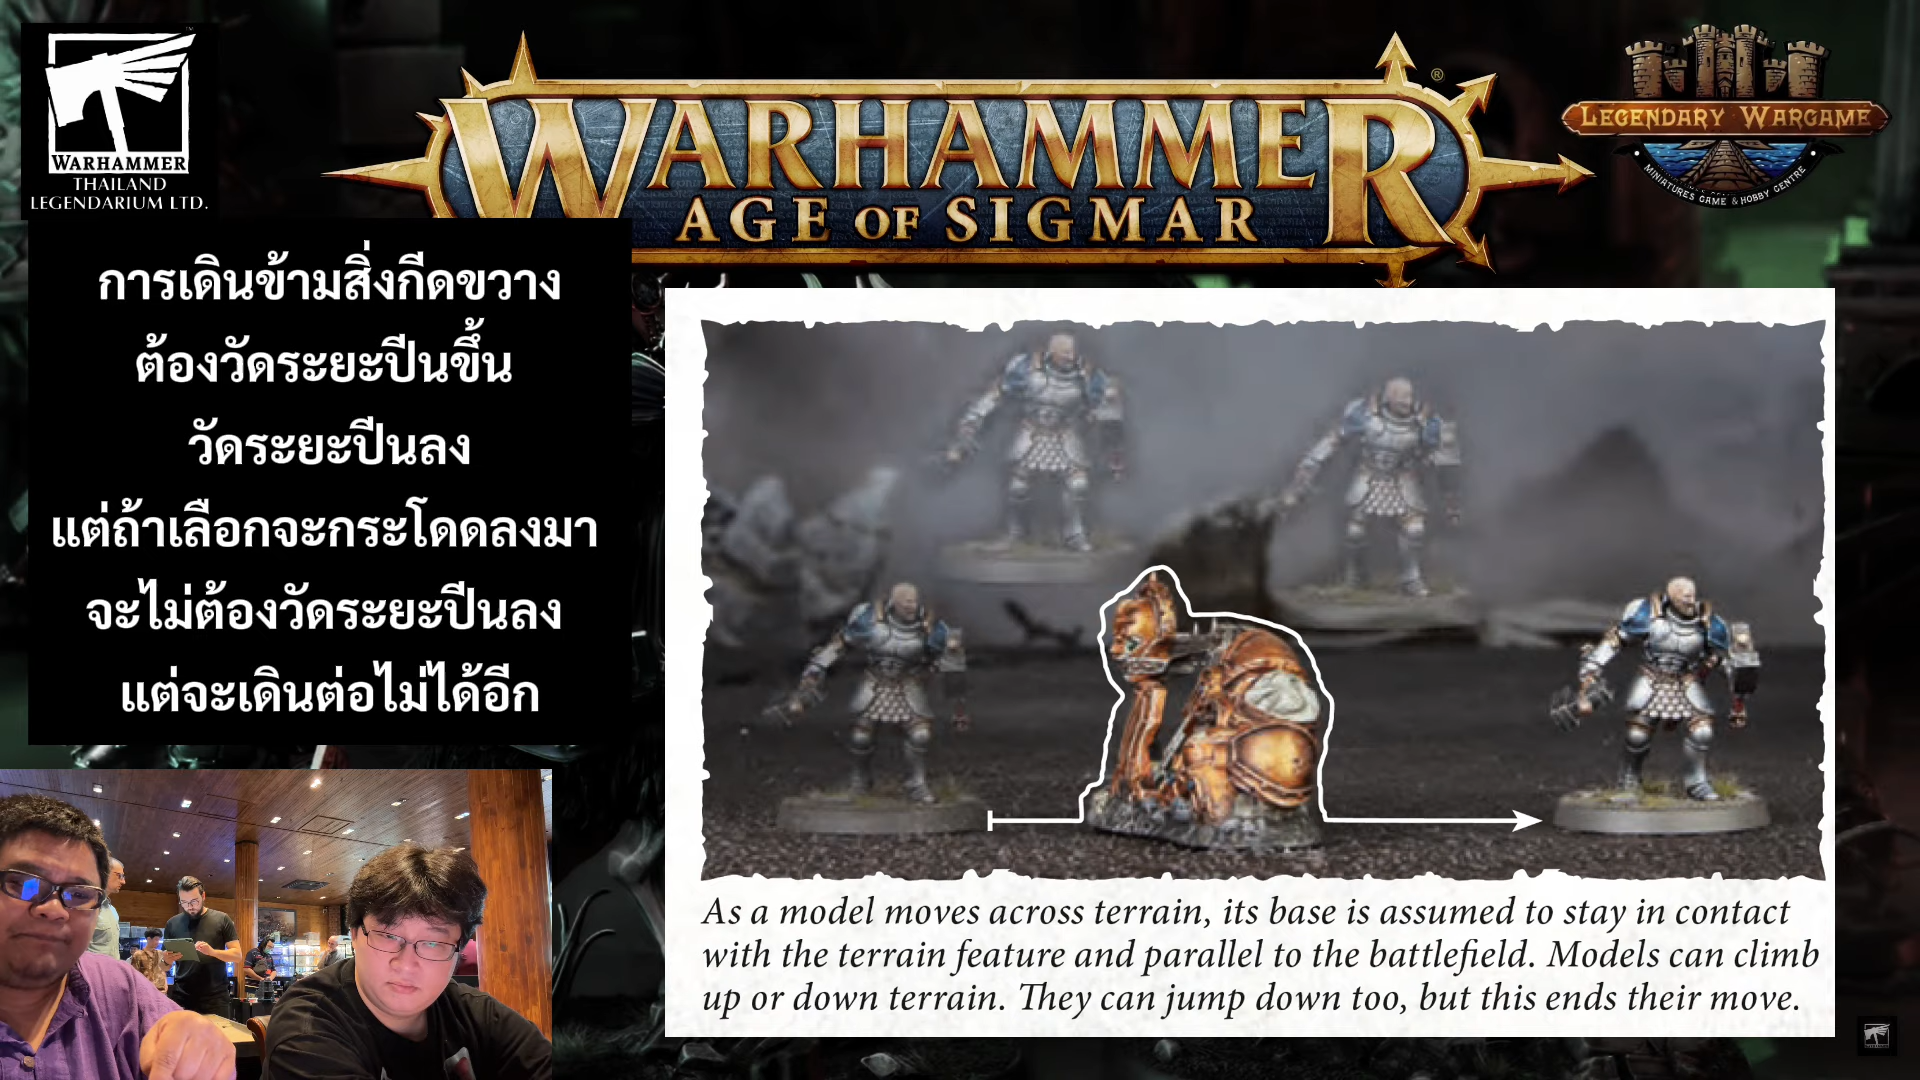 WARHAMMER
THAILAND
LEGENDARIUM LTD.
WARHAMMER
®
AGE OF SIGMAR
LEGENDARY WARGAME
MINIATURES GAME & HOBBY CENTRE
การเดินข้ามสิ่งกีดขวาง
ต้องวัดระยะปีนขึ้น
วัดระยะปีนลง
แต่ถ้าเลือกจะกระโดดลงมา
จะไม่ต้องวัดระยะปีนลง
แต่จะเดินต่อไม่ได้อีก
As a model moves across terrain, its base is assumed to stay in contact
with the terrain feature and parallel to the battlefield. Models can climb
up or down terrain. They can jump down too, but this ends their move.